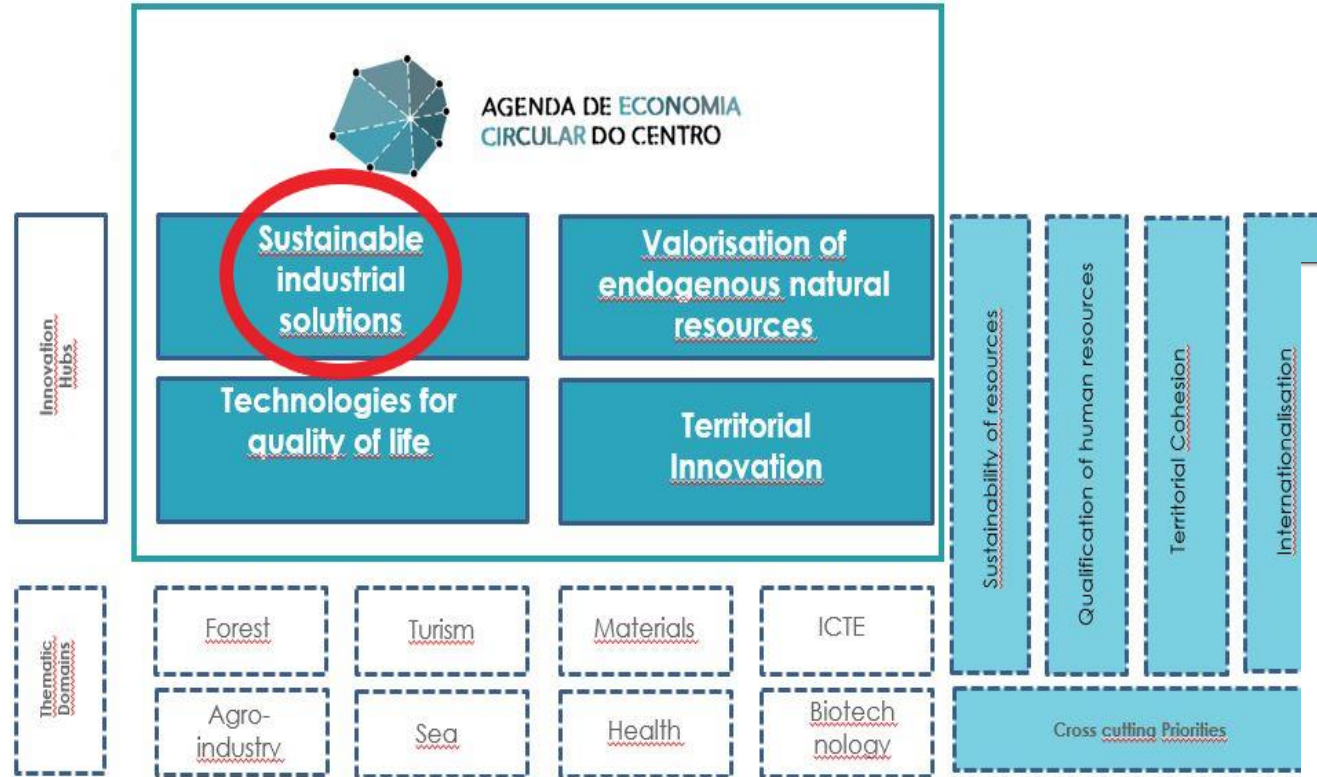 AGENDA DE ECONOMIA
CIRCULAR DO CENTRO
Innovation
Hubs
Sustainable
industrial
solutions
Valorisation of
endogenous natural
resources
Technologies for
quality of life
Territorial
Innovation
Sustainability of resources
Qualification of human resources
Territorial Cohesion
Internationalisation
Thematic
Domains
Forest
Turism
Materials
ICTE
Agro-
industry
Sea
Health
Biotech
nology
Cross cutting Priorities